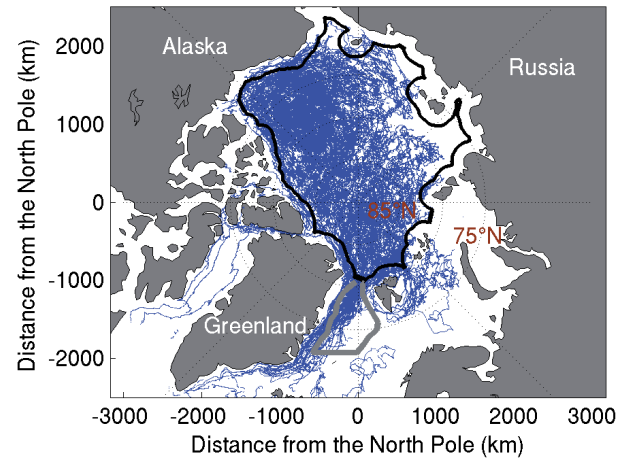 Distance from the North Pole (km)
2000
1000
0
-1000
-2000
Alaska
Russia
85°N
75°N
Greenland
-3000 -2000 -1000 0 1000 2000 3000
Distance from the North Pole (km)